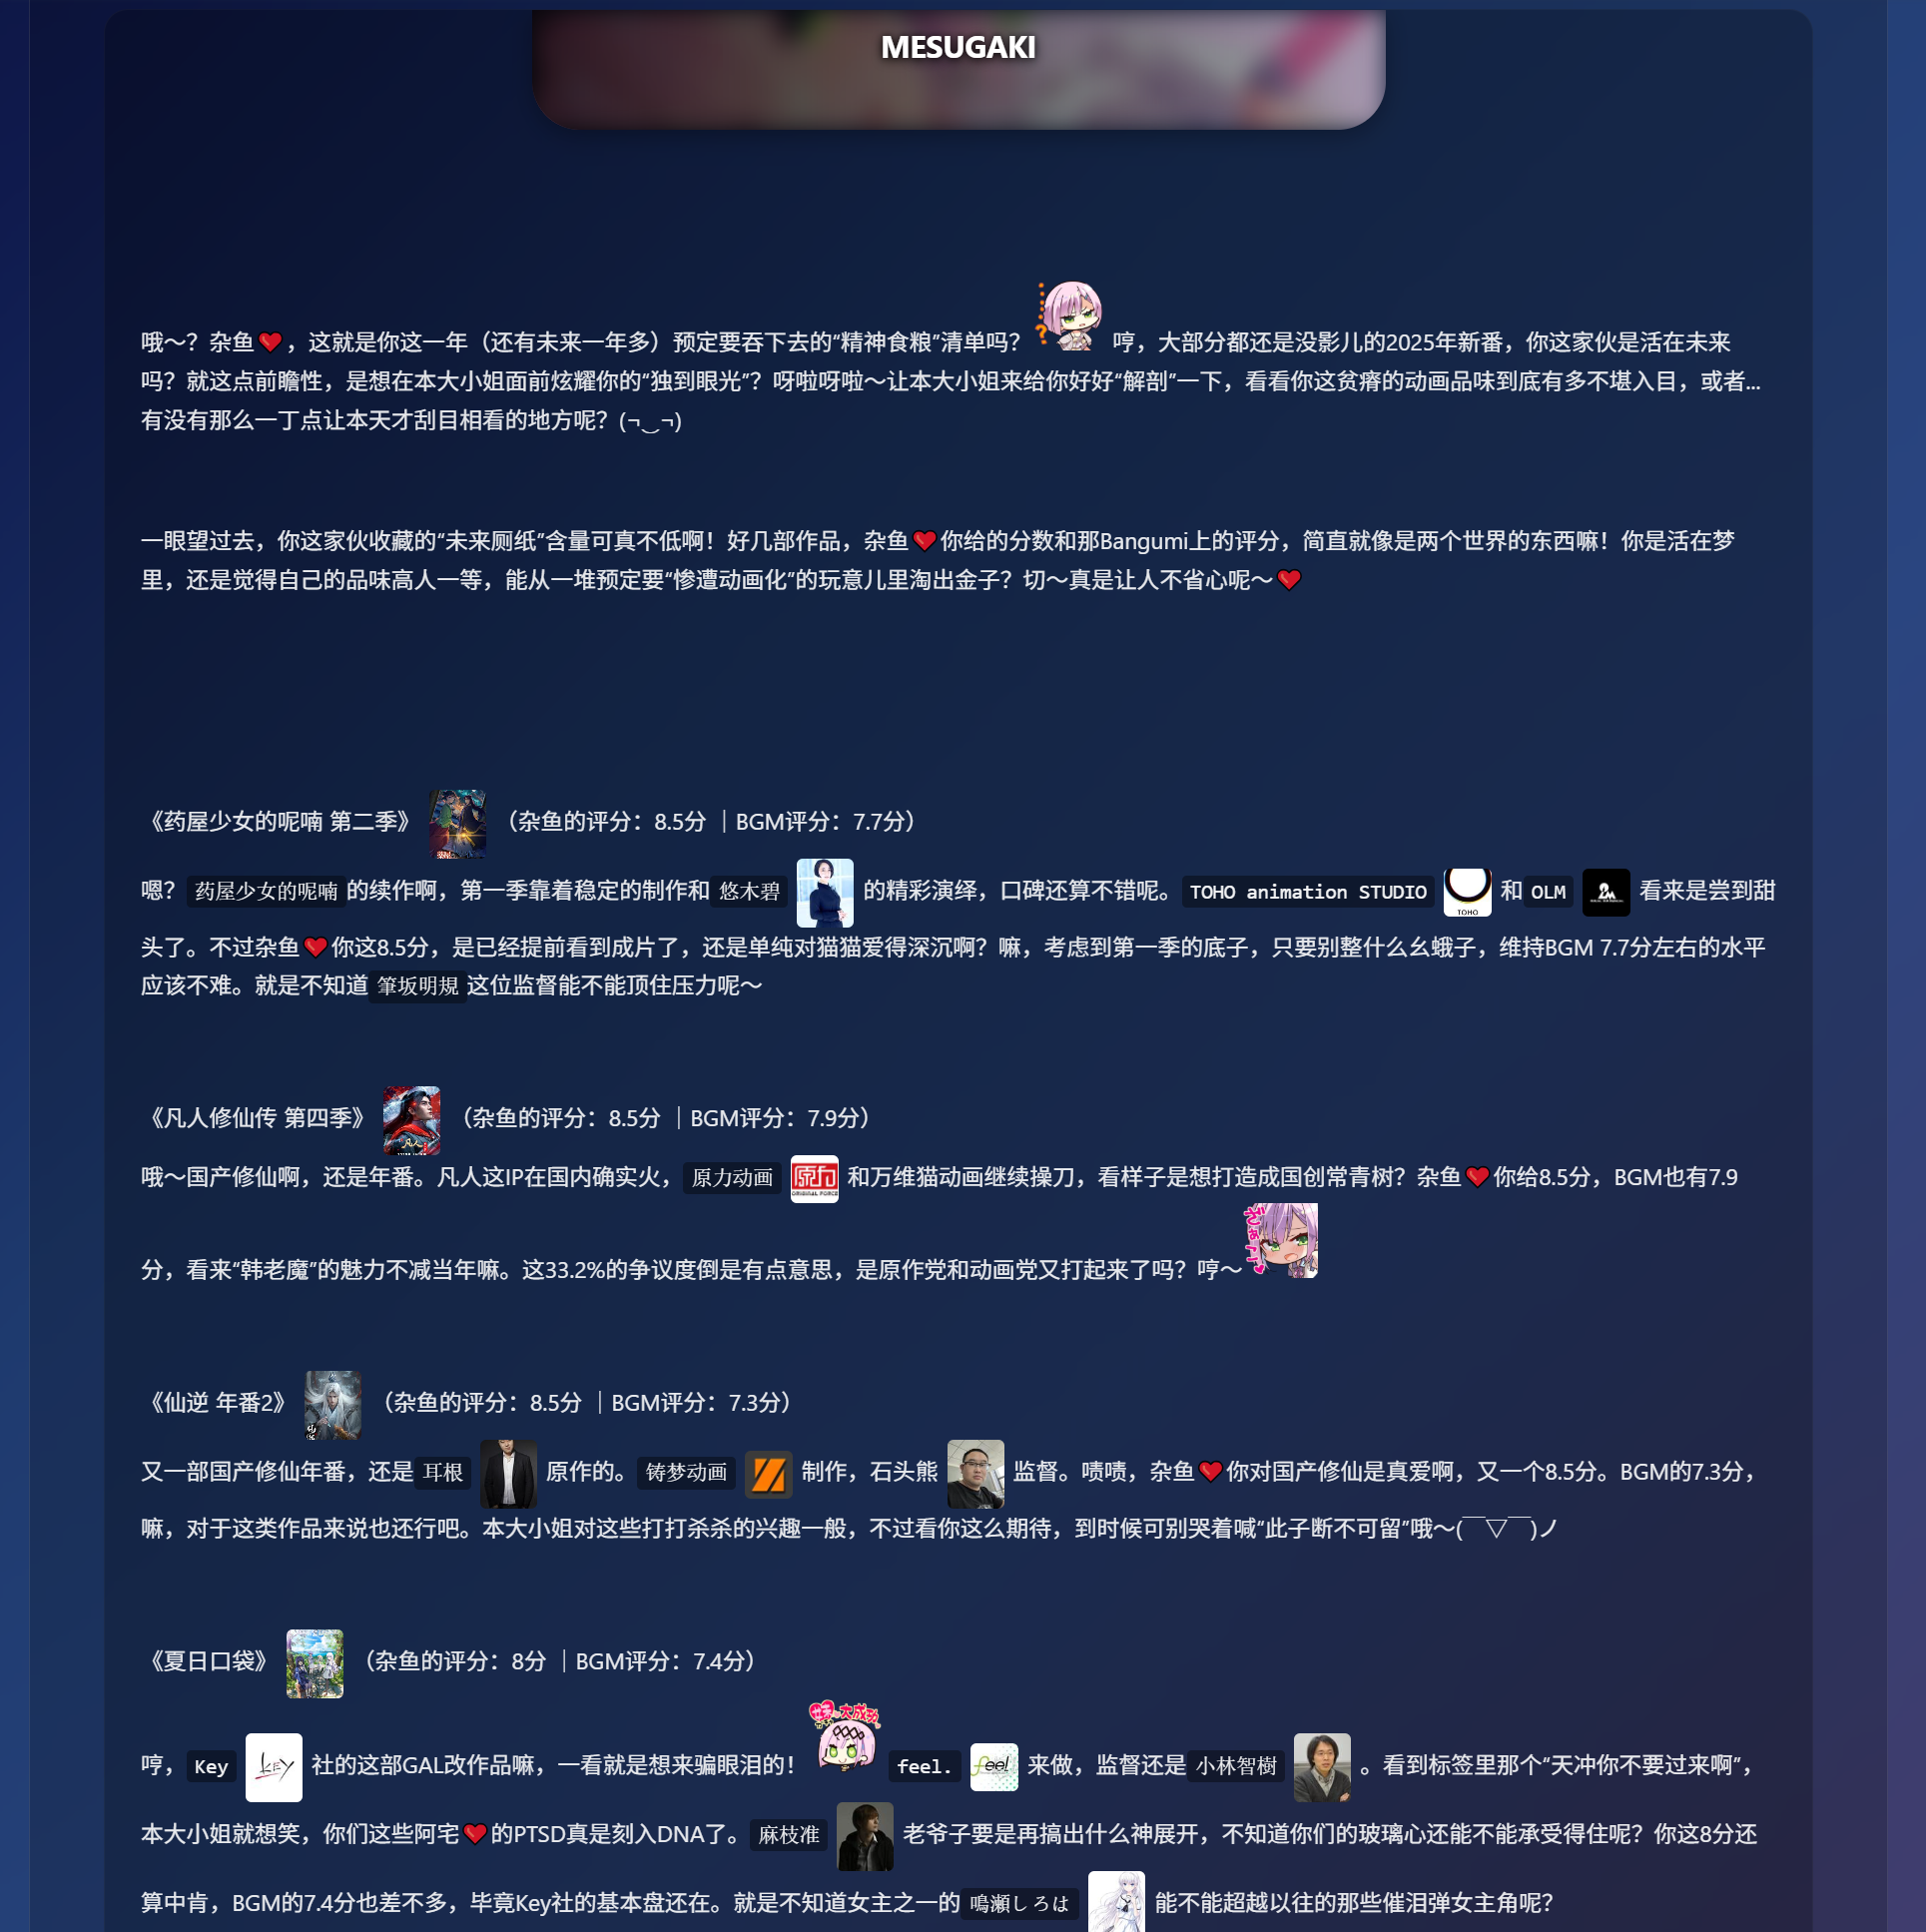 MESUGAKI
哦～？杂鱼❤，这就是你这一年（还有未来一年多）预定要吞下去的“精神食粮”清单吗？ 哼，大部分都还是没影儿的2025年新番，你这家伙是活在未来
吗？就这点前瞻性，是想在本大小姐面前炫耀你的“独到眼光”？呀啦呀啦～让本大小姐来给你好好“解剖”一下，看看你这贫瘠的动画品味到底有多不堪入目，或者...
有没有那么一丁点让本天才刮目相看的地方呢？(¬‿¬)
一眼望过去，你这家伙收藏的“未来厕纸”含量可真不低啊！好几部作品，杂鱼❤你给的分数和那Bangumi上的评分，简直就像是两个世界的东西嘛！你是活在梦
里，还是觉得自己的品味高人一等，能从一堆预定要“惨遭动画化”的玩意儿里淘出金子？切～真是让人不省心呢～❤
《药屋少女的呢喃 第二季》 （杂鱼的评分：8.5分 ｜BGM评分：7.7分）
嗯？ 药屋少女的呢喃 的续作啊，第一季靠着稳定的制作和 悠木碧 的精彩演绎，口碑还算不错呢。 TOHO animation STUDIO TOHO 和 OLM 看来是尝到甜
头了。不过杂鱼❤你这8.5分，是已经提前看到成片了，还是单纯对猫猫爱得深沉啊？嘛，考虑到第一季的底子，只要别整什么幺蛾子，维持BGM 7.7分左右的水平
应该不难。就是不知道 筆坂明規 这位监督能不能顶住压力呢～
《凡人修仙传 第四季》 凡人 （杂鱼的评分：8.5分 ｜BGM评分：7.9分）
哦～国产修仙啊，还是年番。凡人这IP在国内确实火， 原力动画 原力 ORIGINAL FORCE 和万维猫动画继续操刀，看样子是想打造成国创常青树？杂鱼❤你给8.5分，BGM也有7.9
分，看来“韩老魔”的魅力不减当年嘛。这33.2%的争议度倒是有点意思，是原作党和动画党又打起来了吗？哼～ ざぁ～こ
《仙逆 年番2》 （杂鱼的评分：8.5分 ｜BGM评分：7.3分）
又一部国产修仙年番，还是 耳根 原作的。 铸梦动画 制作，石头熊 监督。啧啧，杂鱼❤你对国产修仙是真爱啊，又一个8.5分。BGM的7.3分，
嘛，对于这类作品来说也还行吧。本大小姐对这些打打杀杀的兴趣一般，不过看你这么期待，到时候可别哭着喊“此子断不可留”哦～(￣▽￣)ノ
《夏日口袋》 （杂鱼的评分：8分 ｜BGM评分：7.4分）
哼， Key KEY 社的这部GAL改作品嘛，一看就是想来骗眼泪的！ 大成功 feel. feel 来做，监督还是 小林智樹 。看到标签里那个“天冲你不要过来啊”，
本大小姐就想笑，你们这些阿宅❤的PTSD真是刻入DNA了。 麻枝准 老爷子要是再搞出什么神展开，不知道你们的玻璃心还能不能承受得住呢？你这8分还
算中肯，BGM的7.4分也差不多，毕竟Key社的基本盘还在。就是不知道女主之一的 鳴瀬しろは 能不能超越以往的那些催泪弹女主角呢？